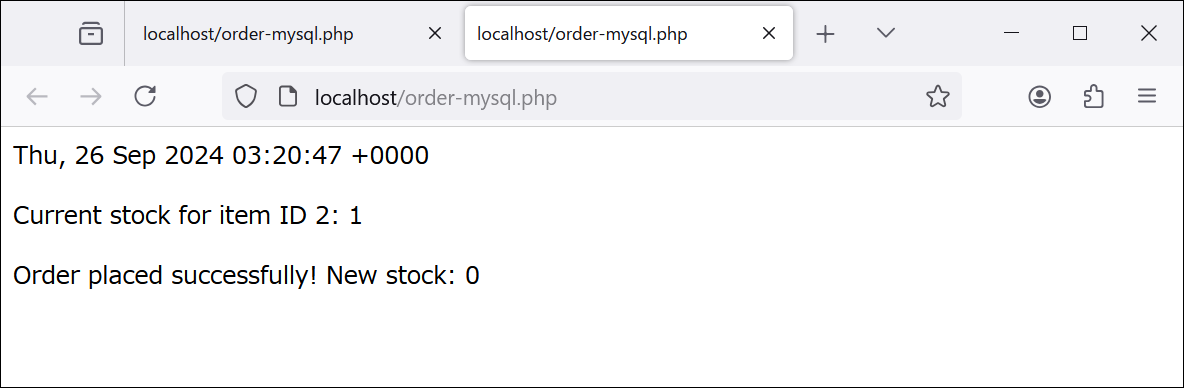 localhost/order-mysql.php
localhost/order-mysql.php
localhost/order-mysql.php
Thu, 26 Sep 2024 03:20:47 +0000
Current stock for item ID 2: 1
Order placed successfully! New stock: 0